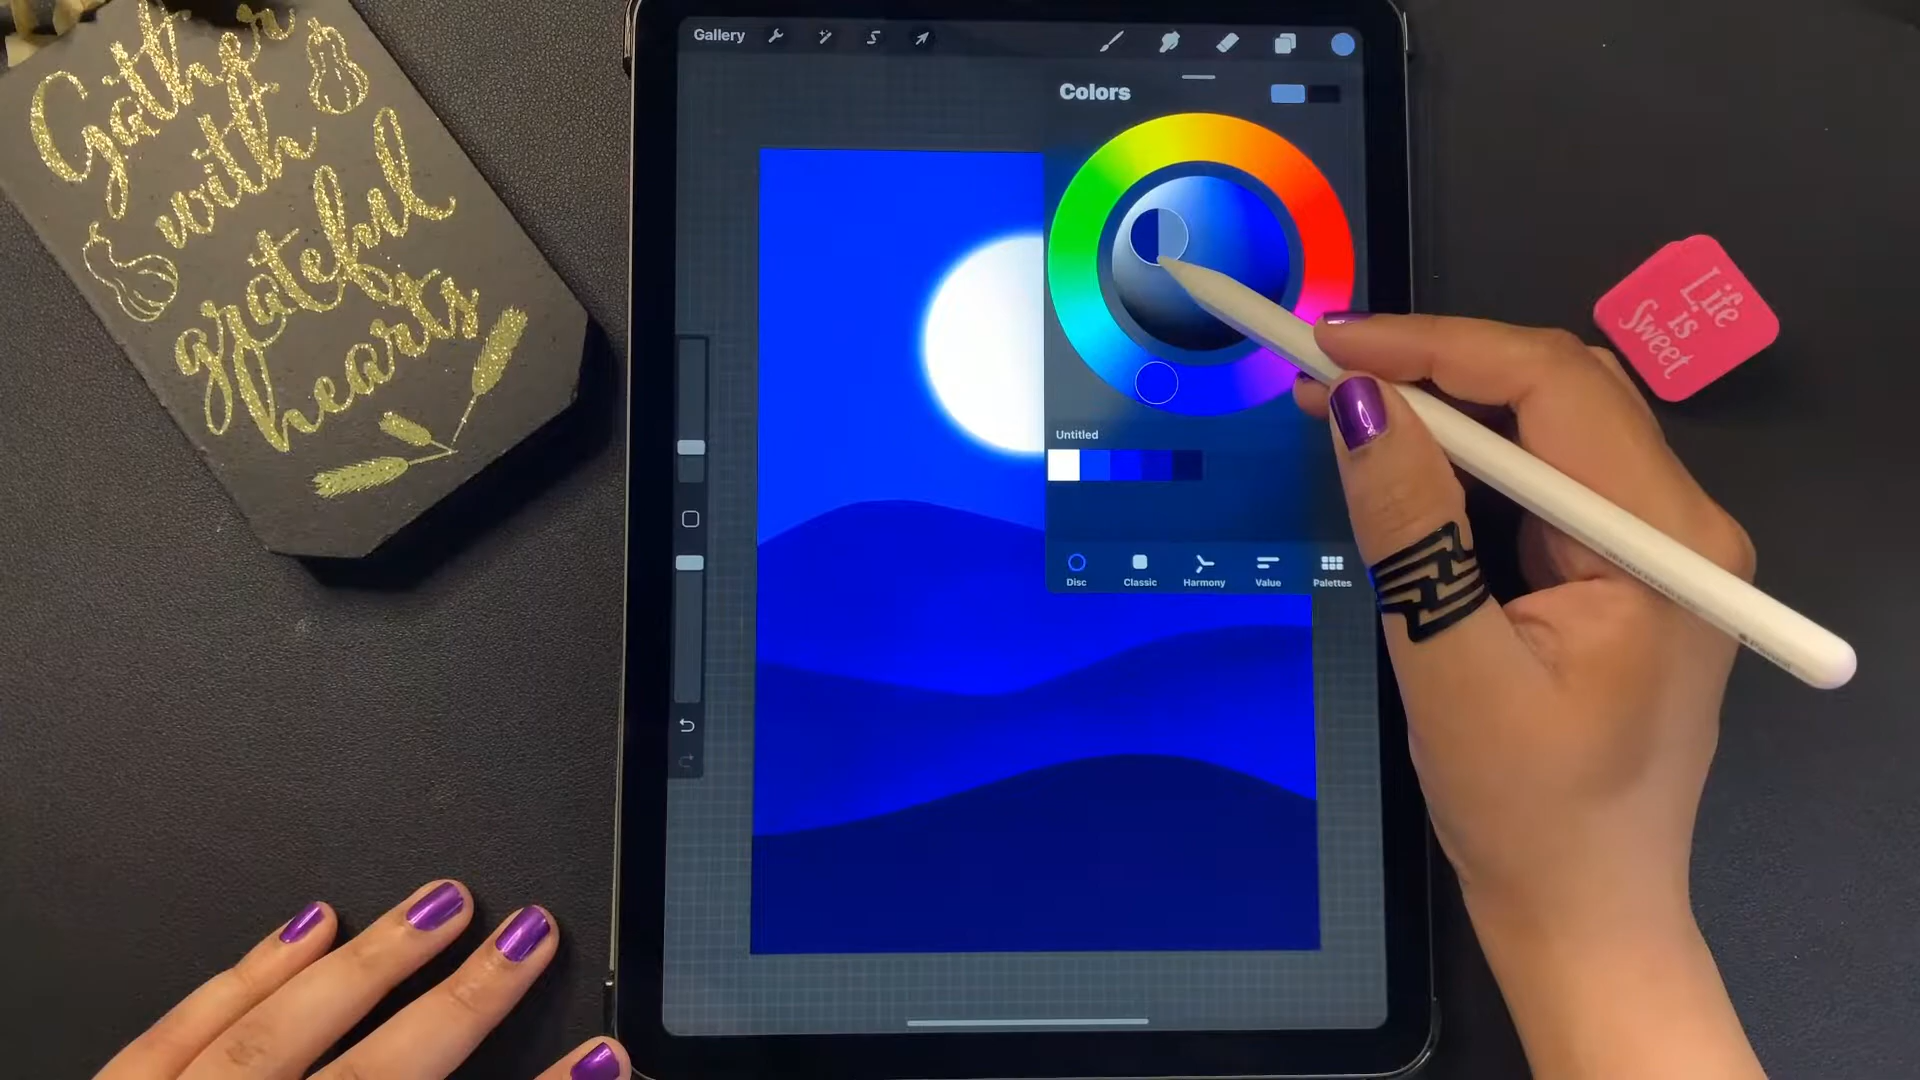 Gather
with
grateful
hearts
Gallery
Colors
Untitled
Disc
Classic
Harmony
Value
Palettes
Life
is
Sweet